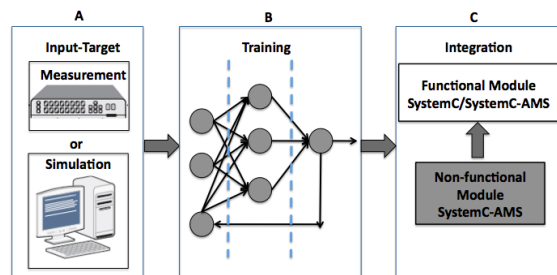 A
Input-Target
Measurement
or
Simulation
B
Training
C
Integration
Functional Module
SystemC/SystemC-AMS
Non-functional
Module
SystemC-AMS